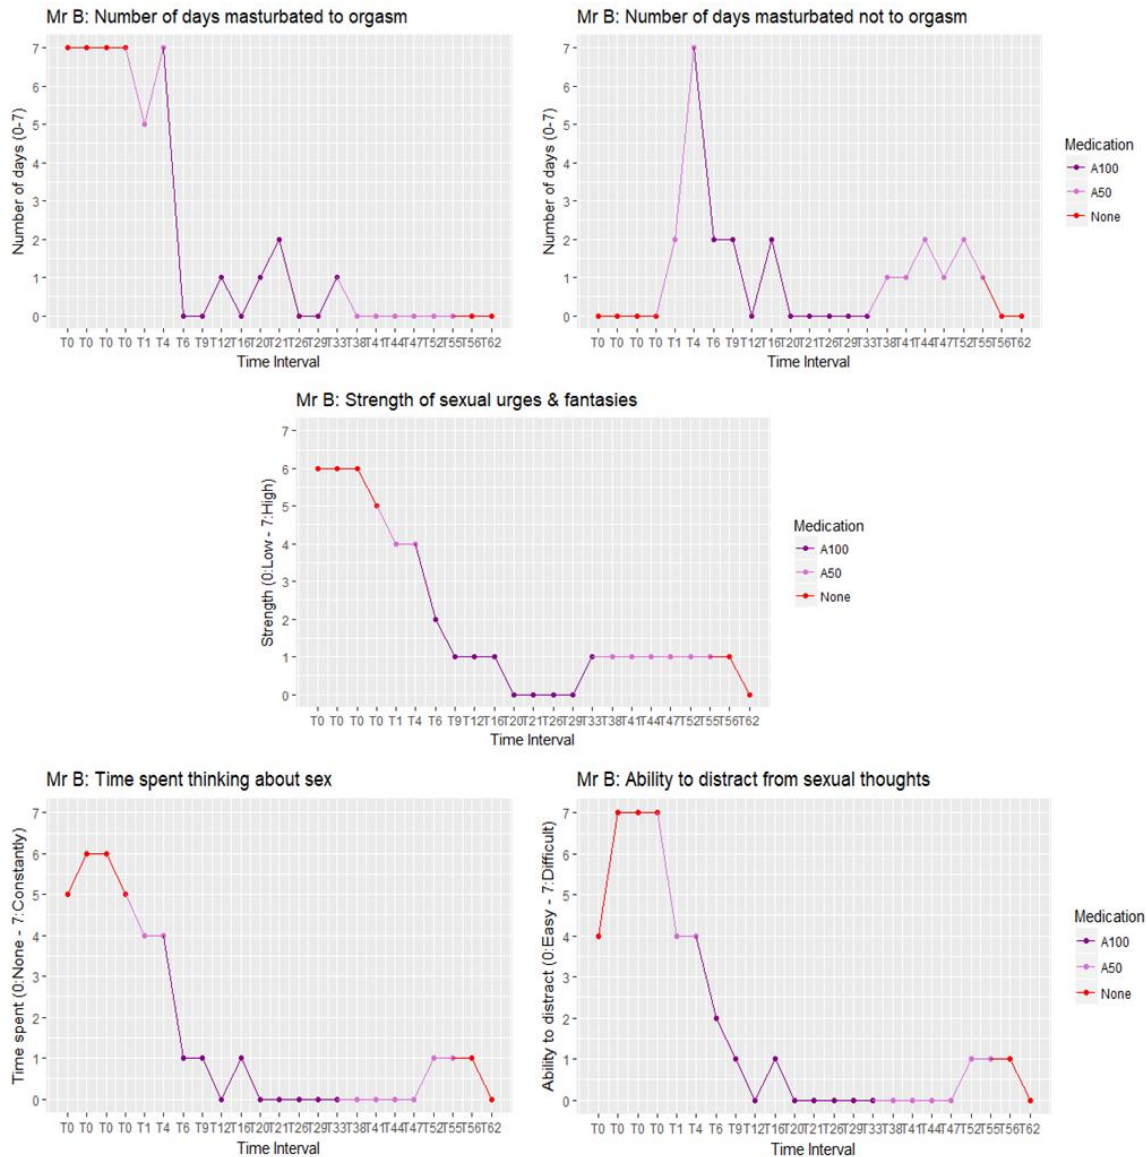 Mr B: Number of days masturbated to orgasm
Number of days (0-7)
7
6
5
4
3
2
1
0
T0 T0 T0 T0 T1 T4 T6 T9 T12 T16 T20 T21 T26 T29 T33 T38 T41 T44 T47 T52 T55 T56 T62
Time Interval
Mr B: Number of days masturbated not to orgasm
Number of days (0-7)
7
6
5
4
3
2
1
0
T0 T0 T0 T0 T1 T4 T6 T9 T12 T16 T20 T21 T26 T29 T33 T38 T41 T44 T47 T52 T55 T56 T62
Time Interval
Medication
A100
A50
None
Mr B: Strength of sexual urges & fantasies
Strength (0:Low - 7:High)
7
6
5
4
3
2
1
0
T0 T0 T0 T0 T1 T4 T6 T9 T12 T16 T20 T21 T26 T29 T33 T38 T41 T44 T47 T52 T55 T56 T62
Time Interval
Medication
A100
A50
None
Mr B: Time spent thinking about sex
Time spent (0:None - 7:Constantly)
7
6
5
4
3
2
1
0
T0 T0 T0 T0 T1 T4 T6 T9 T12 T16 T20 T21 T26 T29 T33 T38 T41 T44 T47 T52 T55 T56 T62
Time Interval
Mr B: Ability to distract from sexual thoughts
Ability to distract (0:Easy - 7:Difficult)
7
6
5
4
3
2
1
0
T0 T0 T0 T0 T1 T4 T6 T9 T12 T16 T20 T21 T26 T29 T33 T38 T41 T44 T47 T52 T55 T56 T62
Time Interval
Medication
A100
A50
None